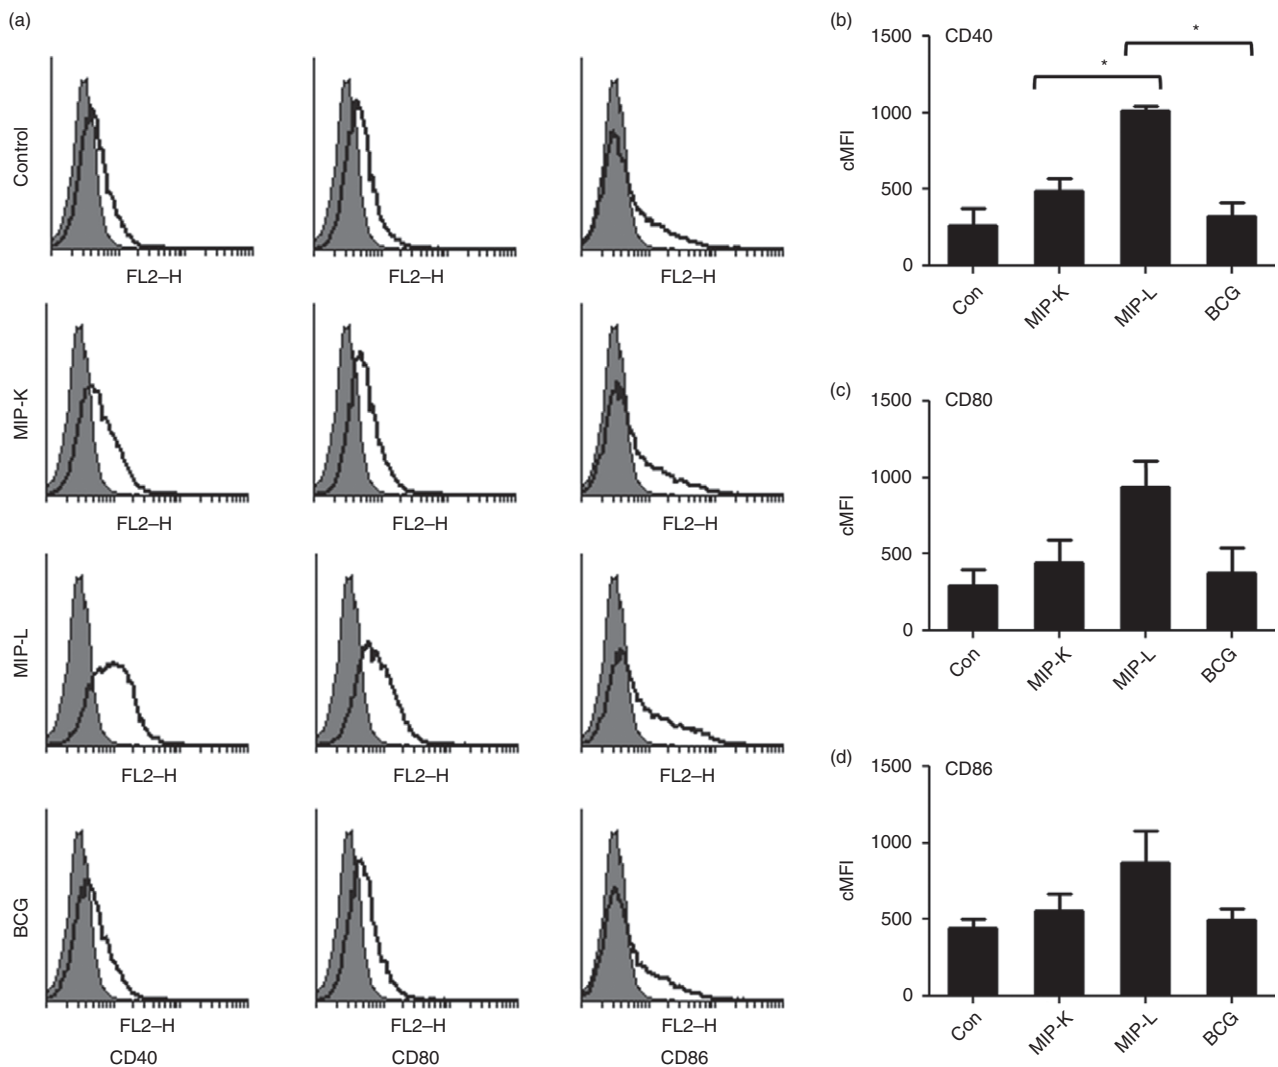 (a)
Control
FL2–H
FL2–H
FL2–H
MIP-K
FL2–H
FL2–H
FL2–H
MIP-L
FL2–H
FL2–H
FL2–H
BCG
FL2–H
FL2–H
FL2–H
CD40
CD80
CD86
(b)
CD40
1500
1000
500
0
cMFI
*
*
Con
MIP-K
MIP-L
BCG
(c)
CD80
1500
1000
500
0
cMFI
Con
MIP-K
MIP-L
BCG
(d)
CD86
1500
1000
500
0
cMFI
Con
MIP-K
MIP-L
BCG